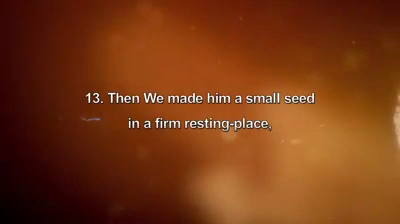 13. Then We made him a small seed
in a firm resting-place,